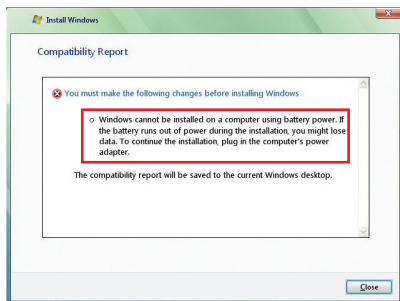 Install Windows
Compatibility Report
You must make the following changes before installing Windows
o Windows cannot be installed on a computer using battery power. If
the battery runs out of power during the installation, you might lose
data. To continue the installation, plug in the computer's power
adapter.
The compatibility report will be saved to the current Windows desktop.
Close